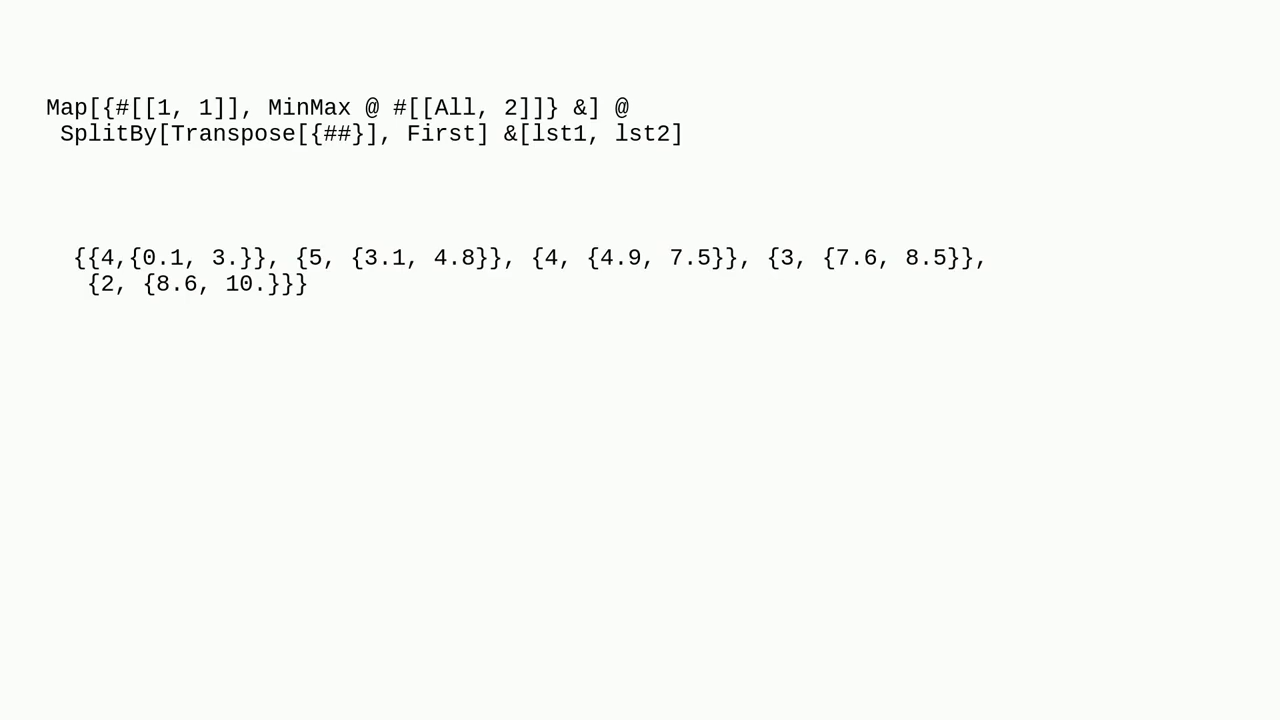 Map[{#[[1, 1]], MinMax @ #[[All, 2]]} &] @
SplitBy[Transpose[{##}], First] &[lst1, lst2]
{{4,{0.1, 3.}}, {5, {3.1, 4.8}}, {4, {4.9, 7.5}}, {3, {7.6, 8.5}},
{2, {8.6, 10.}}}